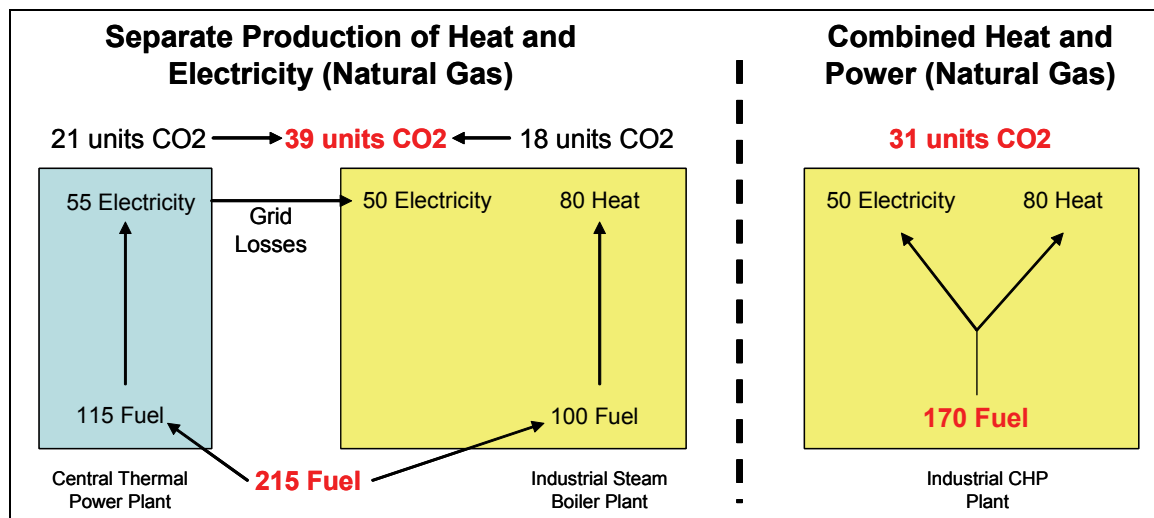 Separate Production of Heat and
Electricity (Natural Gas)
21 units CO2
39 units CO2
18 units CO2
55 Electricity
Grid
Losses
50 Electricity
80 Heat
115 Fuel
100 Fuel
215 Fuel
Central Thermal
Power Plant
Industrial Steam
Boiler Plant
Combined Heat and
Power (Natural Gas)
31 units CO2
50 Electricity
80 Heat
170 Fuel
Industrial CHP
Plant